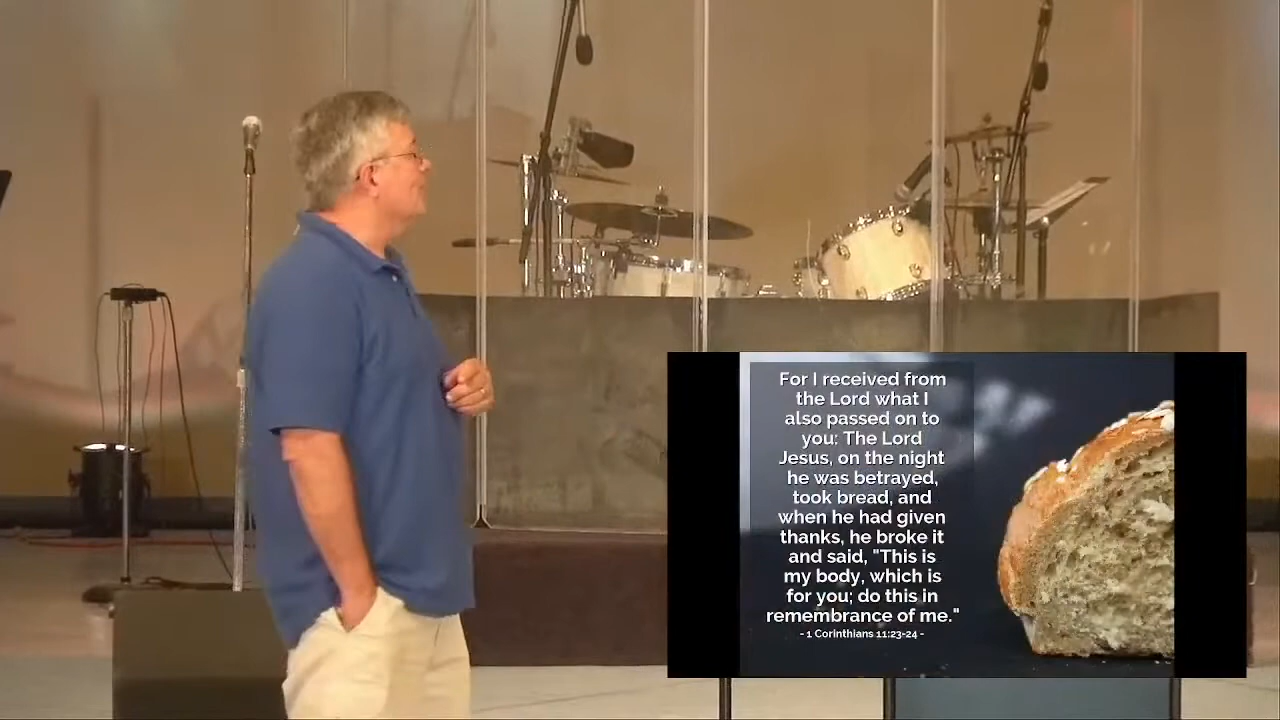 For I received from
the Lord what I
also passed on to
you: The Lord
Jesus, on the night
he was betrayed,
took bread, and
when he had given
thanks, he broke it
and said, "This is
my body, which is
for you; do this in
remembrance of me."
- 1 Corinthians 11:23-24 -